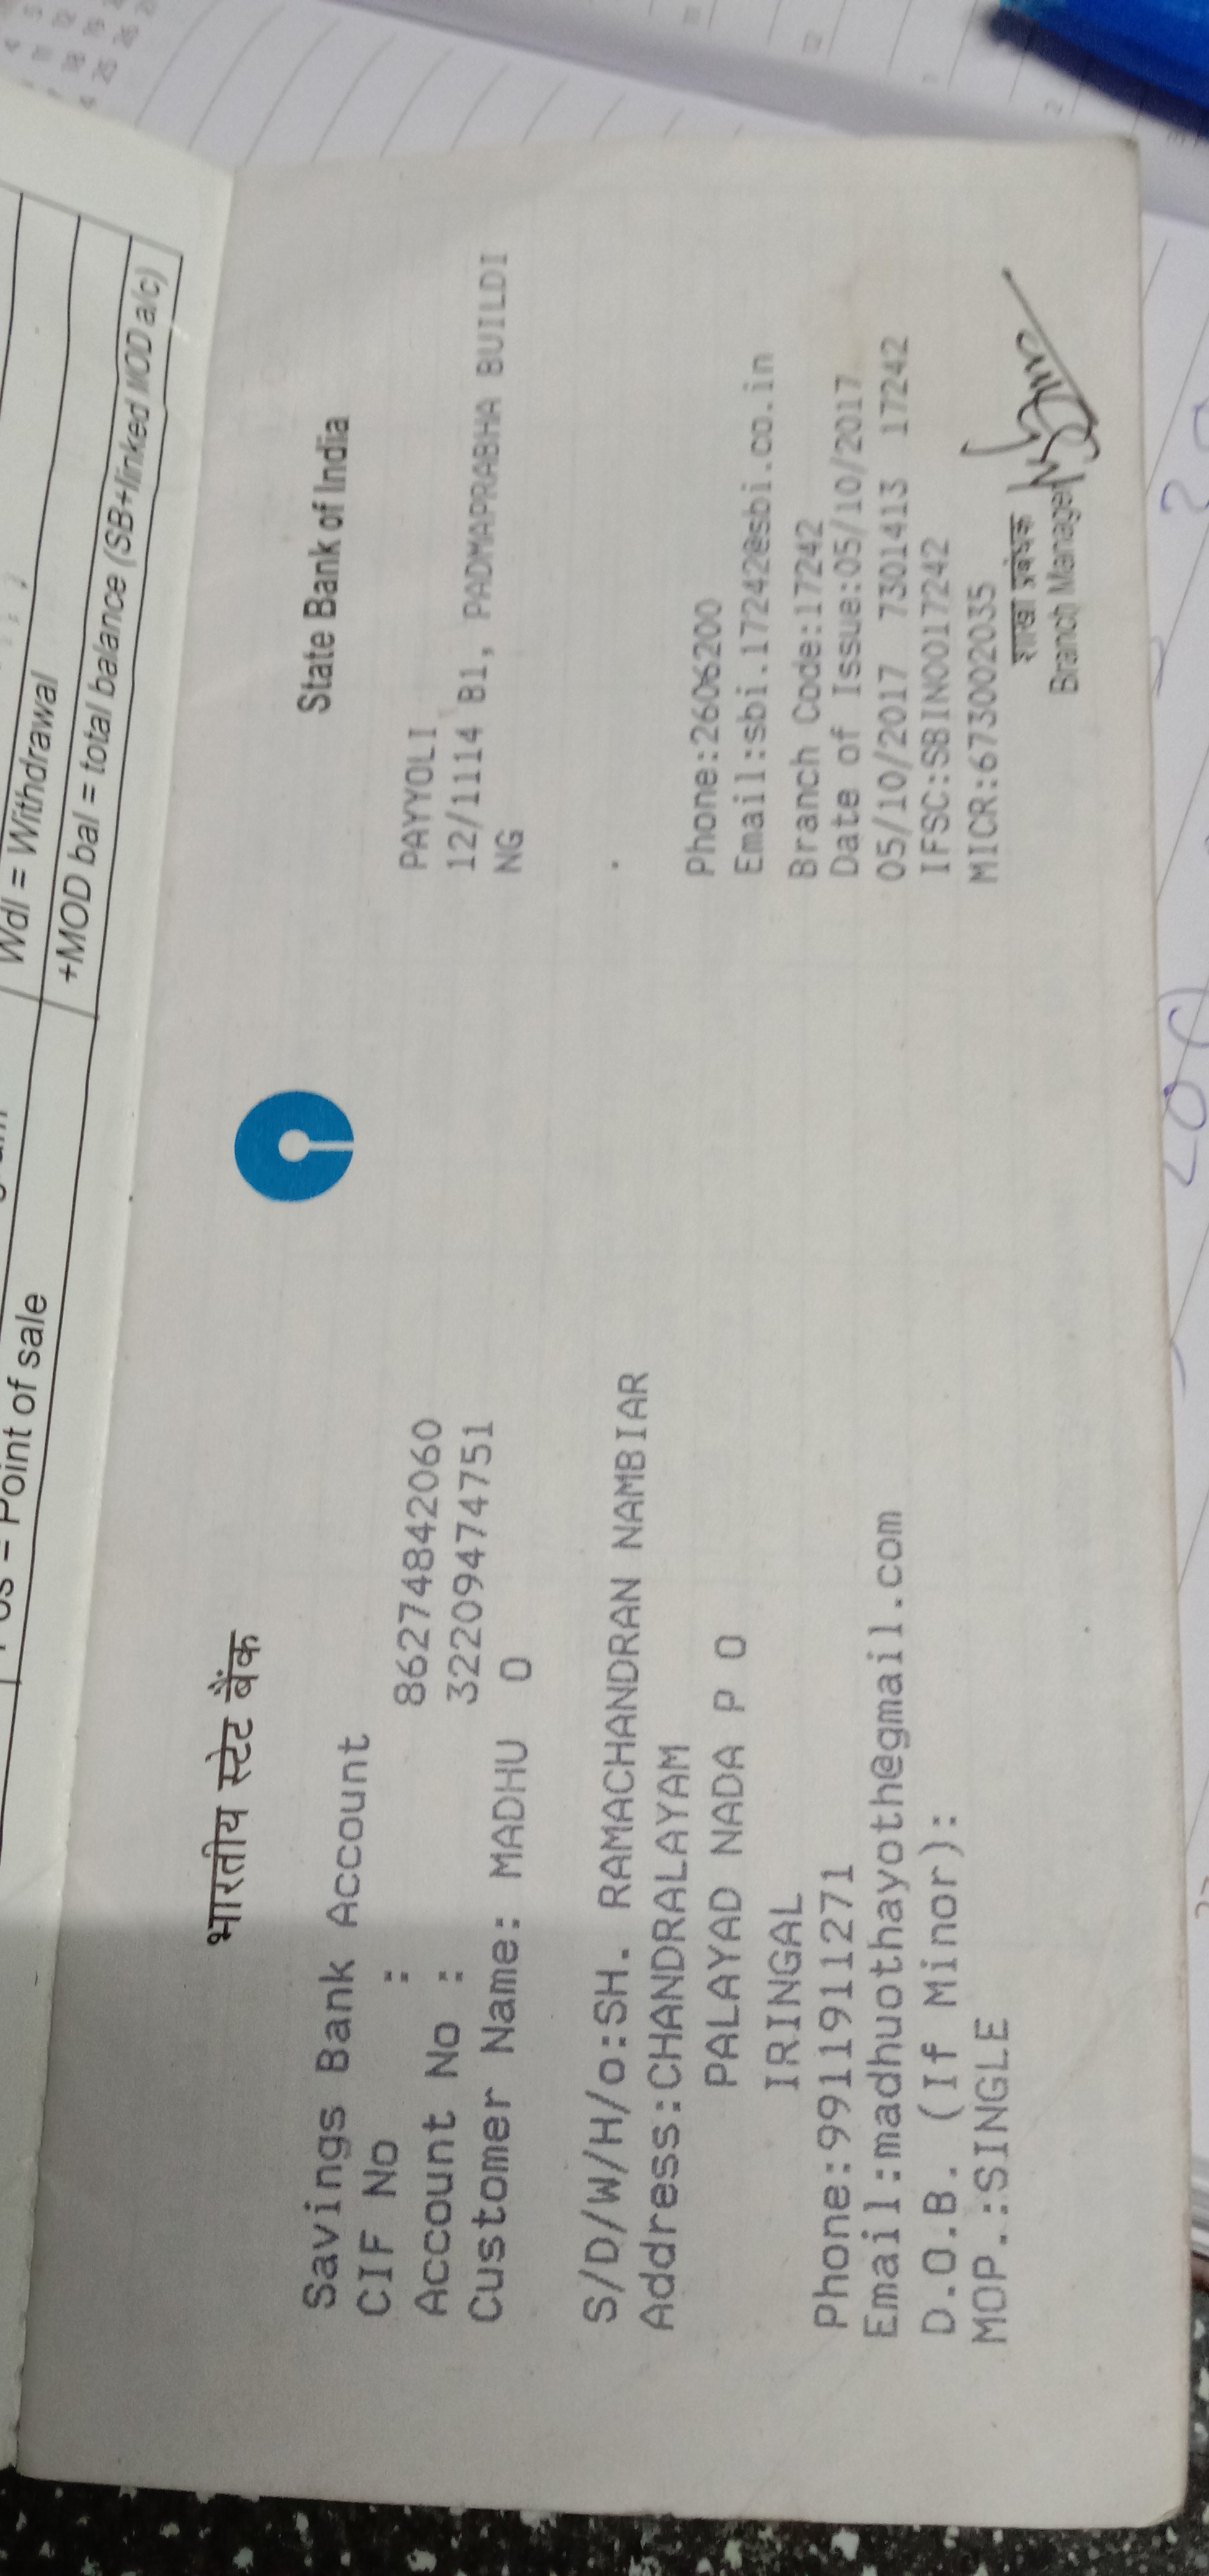 Wdl = Withdrawal
= Point of sale
+MOD bal = total balance (SB+linked MOD a/c)
भारतीय स्टेट बैंक
State Bank of India
Savings Bank Account
CIF No : 86274842060
Account No : 32209474751
Customer Name: MADHU O
S/D/W/H/o:SH. RAMACHANDRAN NAMBIAR
Address:CHANDRALAYAM
PALAYAD NADA P O
IRINGAL
Phone:9911911271
Email:madhuothayoth@gmail.com
D.O.B. (If Minor):
MOP.:SINGLE
PAYYOLI
12/1114 B1, PADMAPRABHA BUILDI
NG
.
Phone:2606200
Email:sbi.17242@sbi.co.in
Branch Code:17242
Date of Issue:05/10/2017
05/10/2017 7301413 17242
IFSC:SBIN0017242
MICR:673002035
शाखा प्रबंधक
Branch Manager